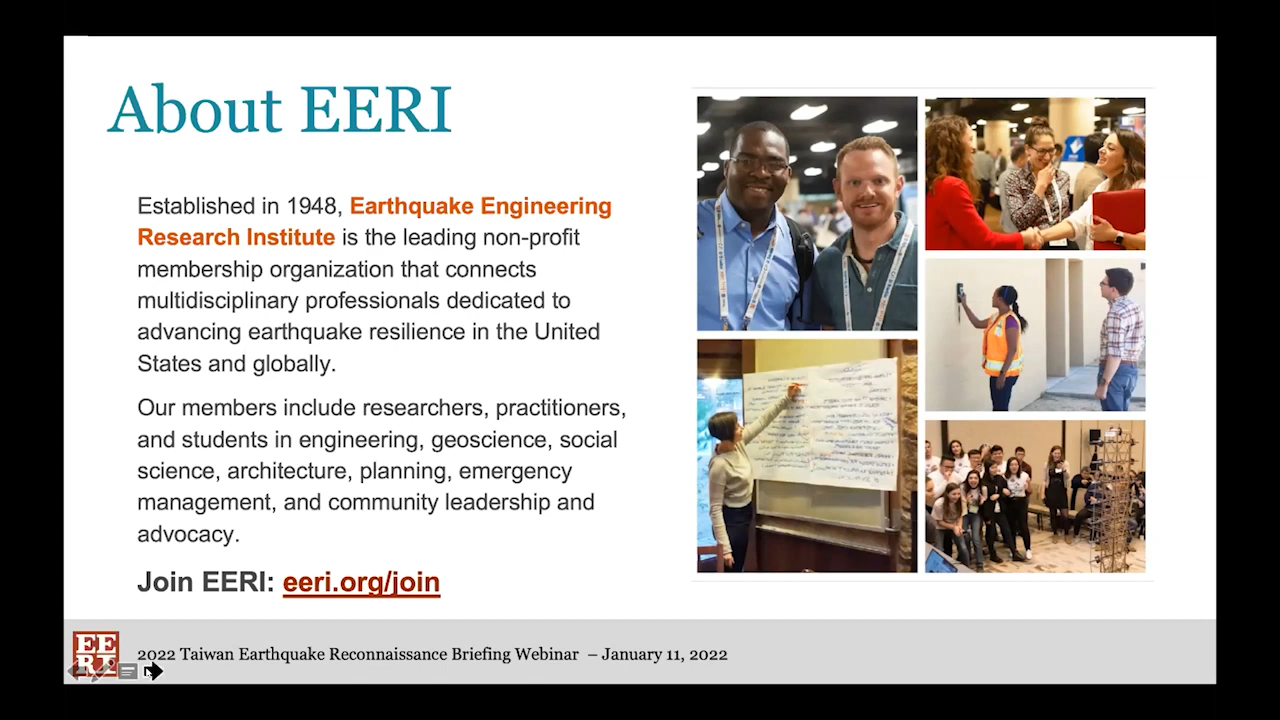 About EERI
Established in 1948, Earthquake Engineering
Research Institute is the leading non-profit
membership organization that connects
multidisciplinary professionals dedicated to
advancing earthquake resilience in the United
States and globally.
Our members include researchers, practitioners,
and students in engineering, geoscience, social
science, architecture, planning, emergency
management, and community leadership and
advocacy.
Join EERI: eeri.org/join
EE
RI
2022 Taiwan Earthquake Reconnaissance Briefing Webinar – January 11, 2022